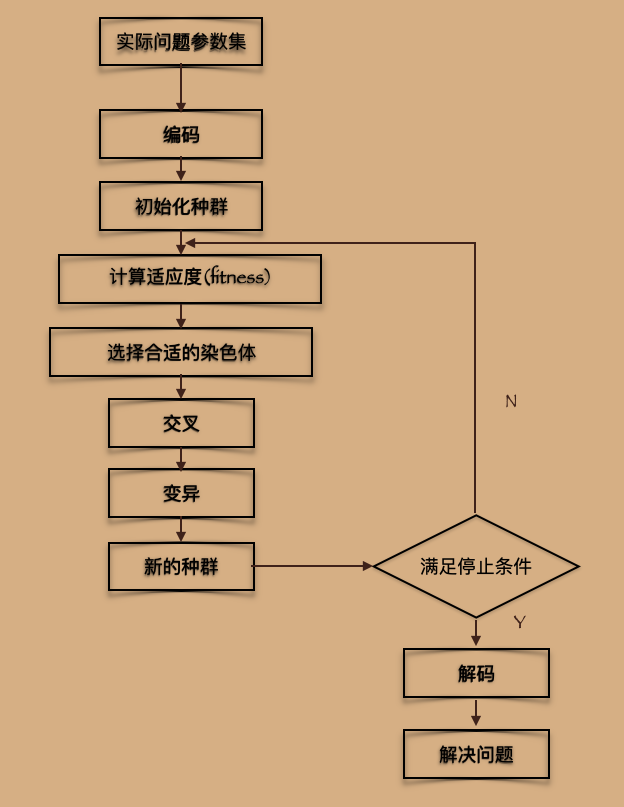 实际问题参数集
编码
初始化种群
计算适应度(fitness)
选择合适的染色体
N
交叉
变异
新的种群
满足停止条件
Y
解码
解决问题